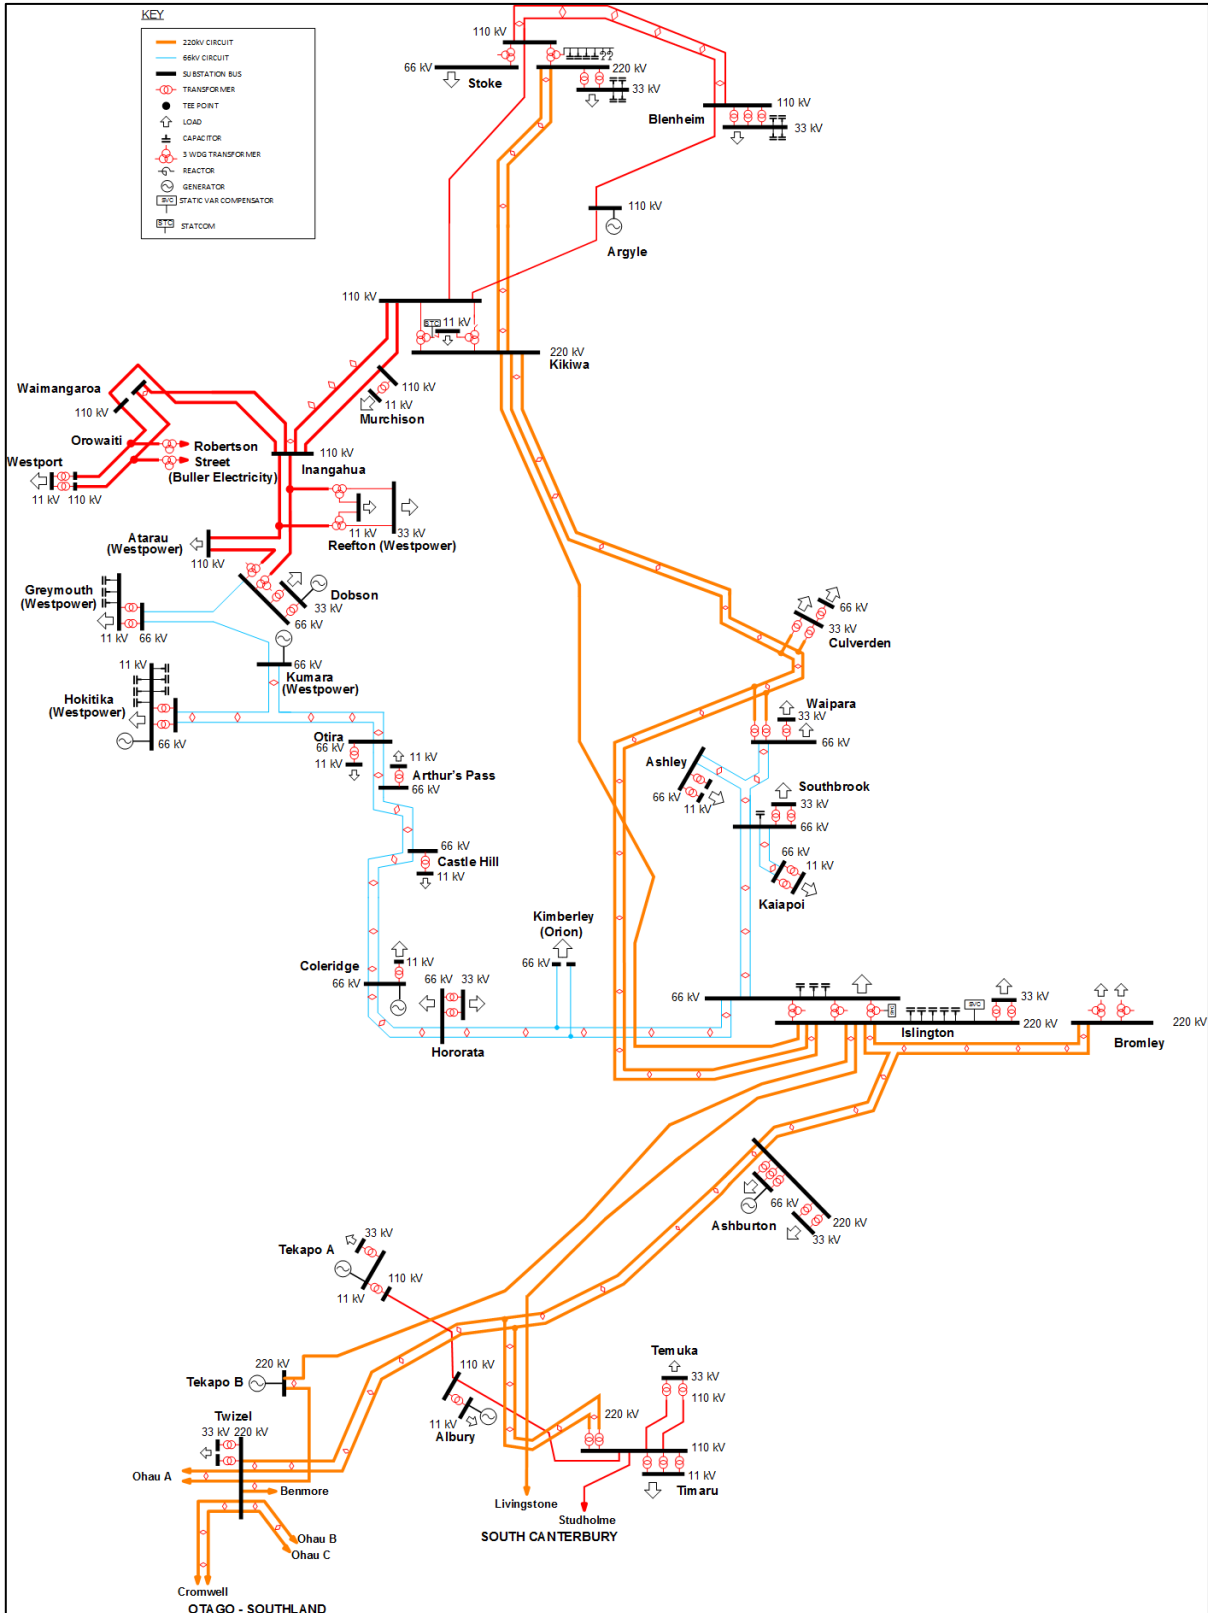 KEY
220kV CIRCUIT
66kV CIRCUIT
SUBSTATION BUS
TRANSFORMER
TEE POINT
LOAD
CAPACITOR
3 WDG TRANSFORMER
REACTOR
GENERATOR
SVC STATIC VAR COMPENSATOR
STC STATCOM
110 kV
66 kV
Stoke
220 kV
33 kV
Blenheim
110 kV
33 kV
110 kV
Argyle
110 kV
STC
11 kV
220 kV
Kikiwa
Waimangaroa
110 kV
110 kV
11 kV
Murchison
Orowaiti
Robertson
Street
(Buller Electricity)
Westport
11 kV
110 kV
110 kV
Inangahua
11 kV
33 kV
Reefton (Westpower)
Atarau
(Westpower)
110 kV
Greymouth
(Westpower)
11 kV
66 kV
33 kV
Dobson
66 kV
66 kV
Kumara
(Westpower)
11 kV
Hokitika
(Westpower)
66 kV
66 kV
33 kV
Culverden
Waipara
33 kV
66 kV
Otira
66 kV
11 kV
11 kV
Arthur's Pass
66 kV
Ashley
66 kV
11 kV
Southbrook
33 kV
66 kV
66 kV
Castle Hill
11 kV
66 kV
11 kV
Kaiapoi
Kimberley
(Orion)
66 kV
Coleridge
66 kV
11 kV
66 kV
33 kV
Hororata
66 kV
SVC
33 kV
Islington
220 kV
220 kV
Bromley
66 kV
Ashburton
220 kV
33 kV
Tekapo A
33 kV
110 kV
11 kV
220 kV
Tekapo B
110 kV
11 kV
Albury
Temuka
33 kV
110 kV
220 kV
110 kV
11 kV
Timaru
Twizel
33 kV
220 kV
Ohau A
Benmore
Ohau B
Ohau C
Cromwell
OTAGO - SOUTHLAND
Livingstone
Studholme
SOUTH CANTERBURY